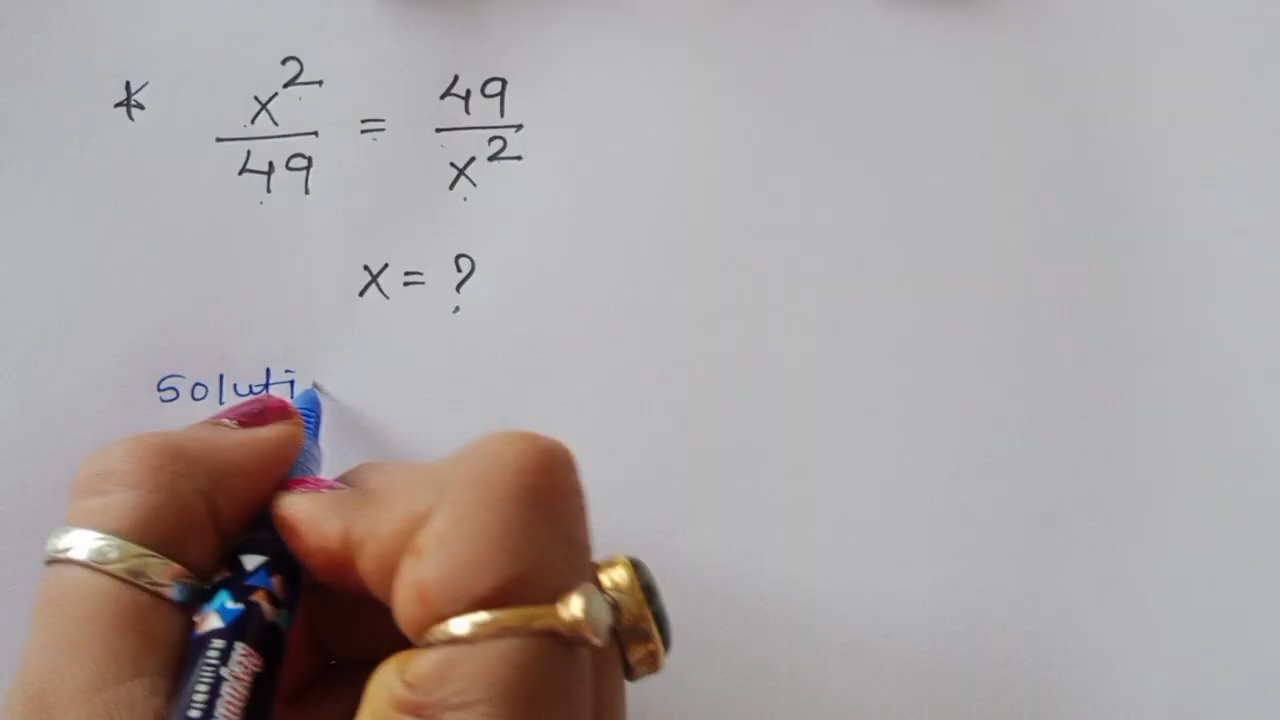 * x²/49 = 49/x²
x = ?
Soluti